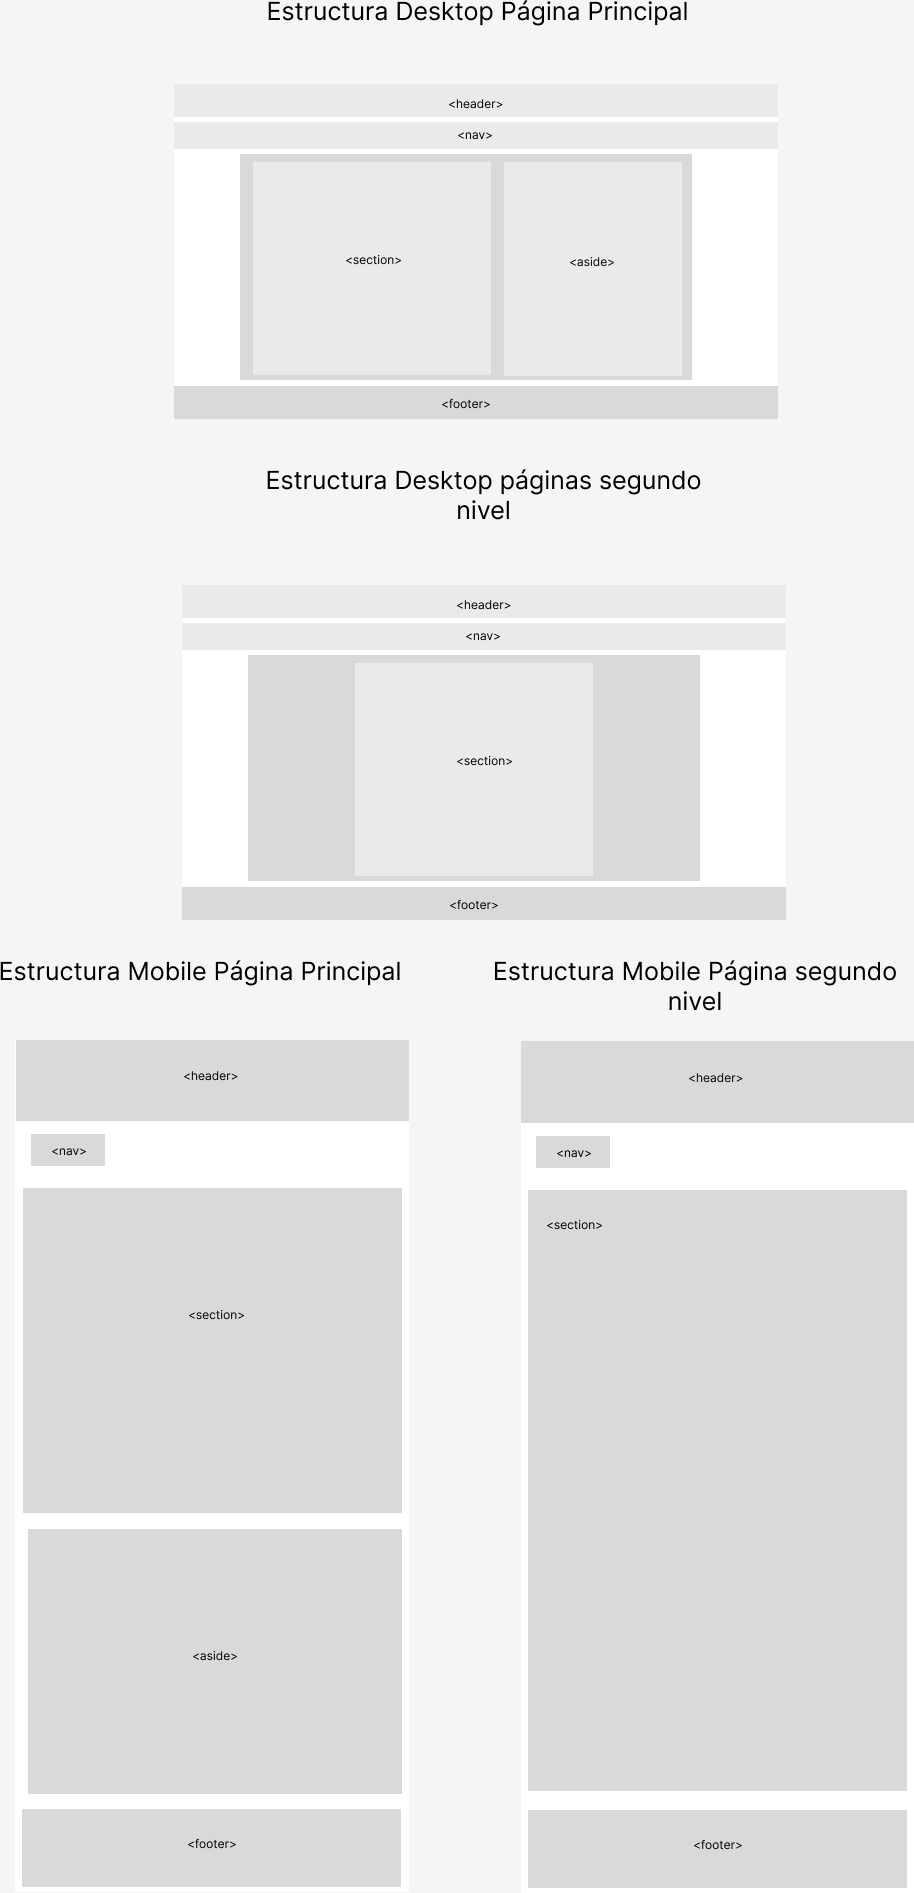 Estructura Desktop Página Principal
<header>
<nav>
<section>
<aside>
<footer>
Estructura Desktop páginas segundo
nivel
<header>
<nav>
<section>
<footer>
Estructura Mobile Página Principal
<header>
<nav>
<section>
<aside>
<footer>
Estructura Mobile Página segundo
nivel
<header>
<nav>
<section>
<footer>